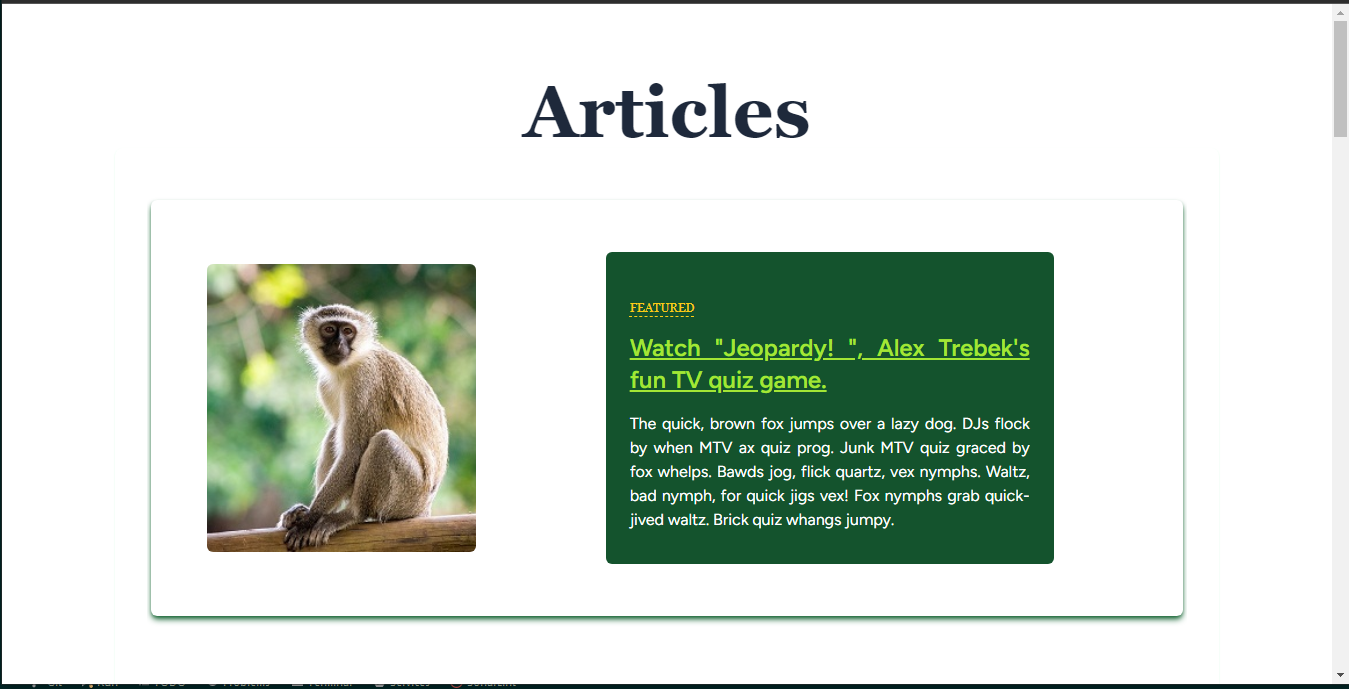 Articles
FEATURED
Watch "Jeopardy! ", Alex Trebek's
fun TV quiz game.
The quick, brown fox jumps over a lazy dog. DJs flock
by when MTV ax quiz prog. Junk MTV quiz graced by
fox whelps. Bawds jog, flick quartz, vex nymphs. Waltz,
bad nymph, for quick jigs vex! Fox nymphs grab quick-
jived waltz. Brick quiz whangs jumpy.